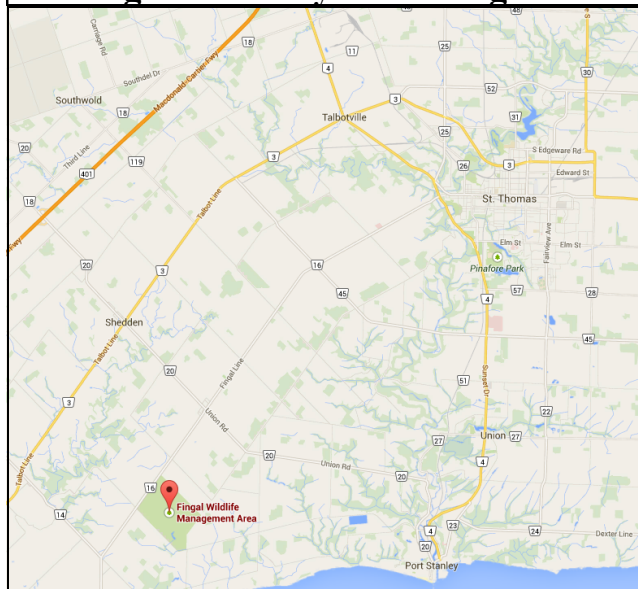 Carriage Rd
18
11
4
3
52
30
Southdel Dr
Macdonald-Cartier Fwy
Southwold
18
Talbotville
25
31
20
Third Line
119
3
26
3
S Edgeware Rd
Edward St
401
18
Talbot Line
St. Thomas
Fwy
Elm St
Fairview Ave
Elm St
20
3
16
Pinafore Park
45
4
57
28
Shedden
45
Talbot Line
20
Fingal Line
51
Sunset Dr
3
Union Rd
22
27
Union
27
20
Union Rd
20
4
Talbot Line
16
Fingal Wildlife
Management Area
14
4
23
24
Dexter Line
20
Port Stanley